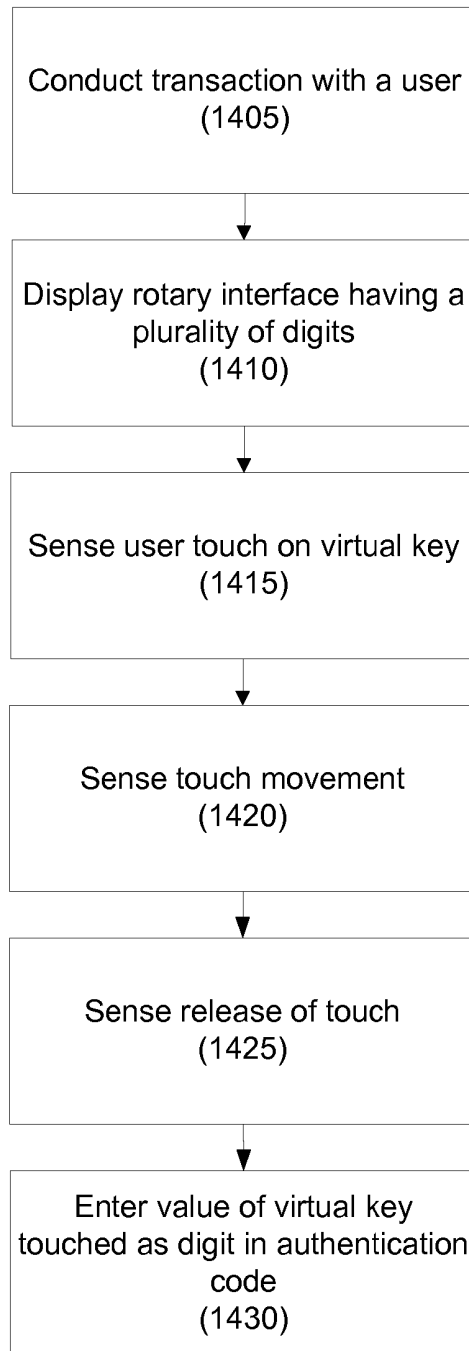 Conduct transaction with a user
(1405)
Display rotary interface having a
plurality of digits
(1410)
Sense user touch on virtual key
(1415)
Sense touch movement
(1420)
Sense release of touch
(1425)
Enter value of virtual key
touched as digit in authentication
code
(1430)